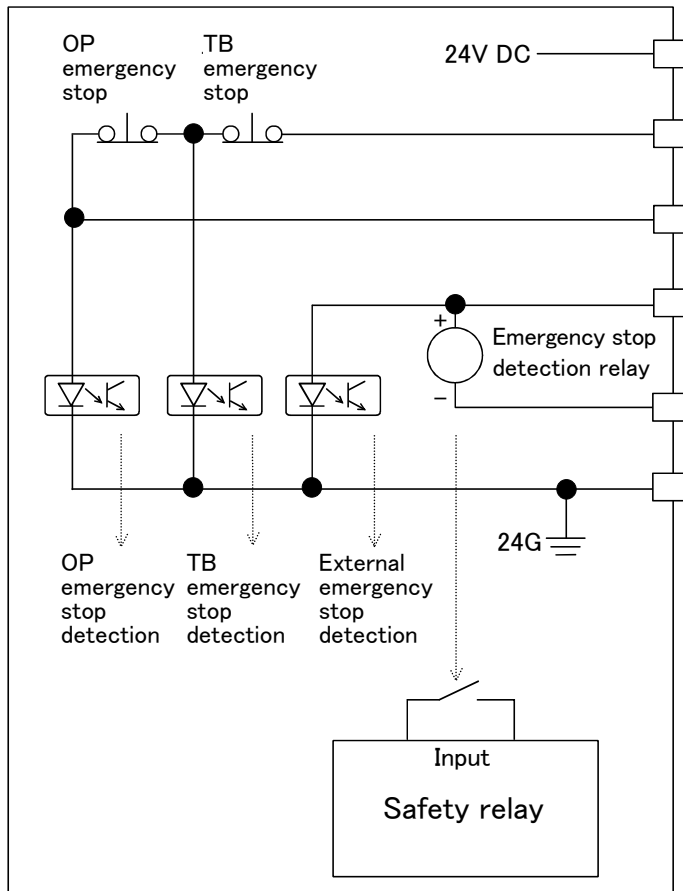 OP
emergency
stop
TB
emergency
stop
24V DC
+
Emergency stop
detection relay
−
24G
OP
emergency
stop
detection
TB
emergency
stop
detection
External
emergency
stop
detection
Input
Safety relay